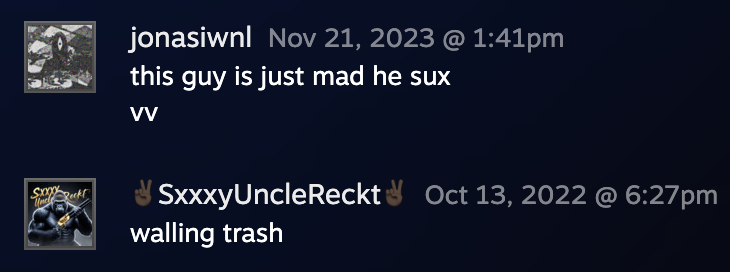 jonasiwnl Nov 21, 2023 @ 1:41pm
this guy is just mad he sux
vv
Sxxxy
Uncle Reckt
✌🏿SxxxyUncleReckt✌🏿 Oct 13, 2022 @ 6:27pm
walling trash